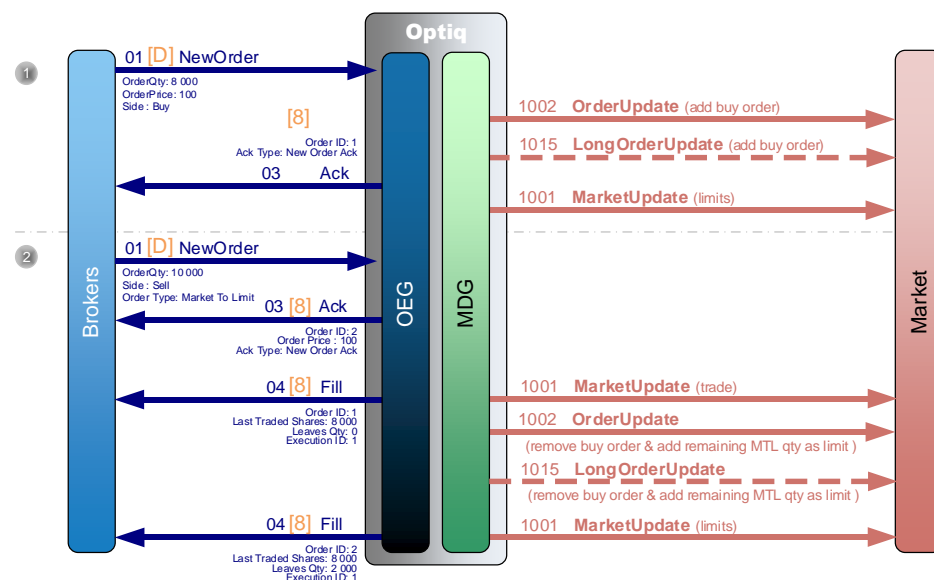 Optiq
1
01 [D] NewOrder
OrderQty: 8 000
OrderPrice: 100
Side : Buy
[8]
Order ID: 1
Ack Type: New Order Ack
03 Ack
1002 OrderUpdate (add buy order)
1015 LongOrderUpdate (add buy order)
1001 MarketUpdate (limits)
2
01 [D] NewOrder
OrderQty: 10 000
Side : Sell
Order Type: Market To Limit
03 [8] Ack
Order ID: 2
Order Price : 100
Ack Type: New Order Ack
Brokers
OEG
MDG
Market
04 [8] Fill
Order ID: 1
Last Traded Shares: 8 000
Leaves Qty: 0
Execution ID: 1
1001 MarketUpdate (trade)
1002 OrderUpdate
(remove buy order & add remaining MTL qty as limit )
1015 LongOrderUpdate
(remove buy order & add remaining MTL qty as limit )
04 [8] Fill
Order ID: 2
Last Traded Shares: 8 000
Leaves Qty: 2 000
Execution ID: 1
1001 MarketUpdate (limits)